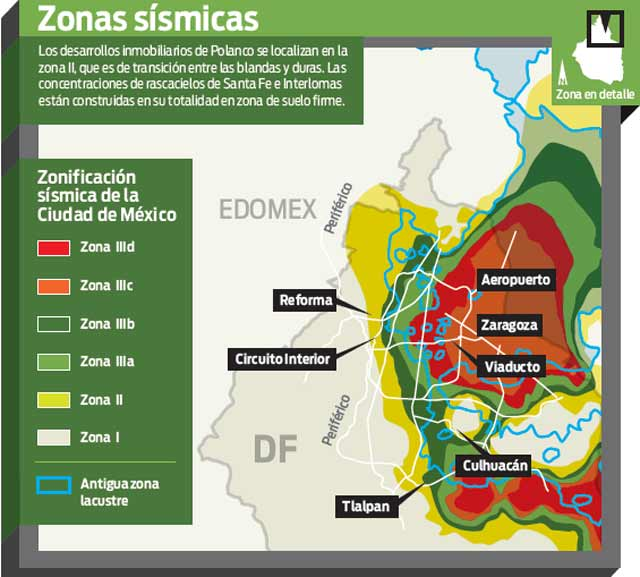 Zonas sísmicas
Los desarrollos inmobiliarios de Polanco se localizan en la
zona II, que es de transición entre las blandas y duras. Las
concentraciones de rascacielos de Santa Fe e Interlomas
están construidas en su totalidad en zona de suelo firme.
N
Zona en detalle
Zonificación
sísmica de la
Ciudad de México
Zona IIId
Zona IIIc
Zona IIIb
Zona IIIa
Zona II
Zona I
Antigua zona
lacustre
EDOMEX
Periférico
Reforma
Circuito Interior
Aeropuerto
Zaragoza
Viaducto
Periférico
DF
Culhuacán
Tlalpan